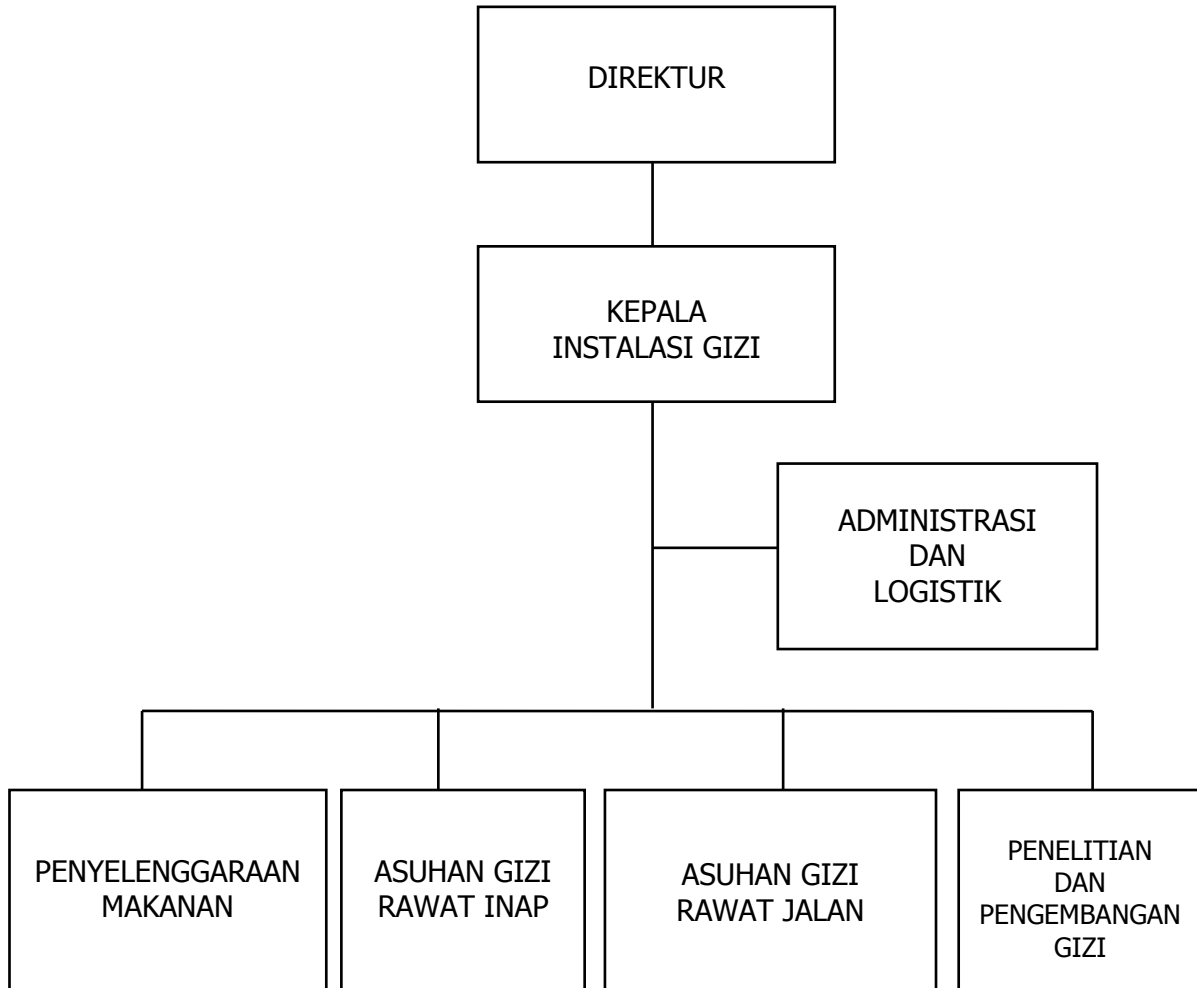 DIREKTUR
KEPALA
INSTALASI GIZI
ADMINISTRASI
DAN
LOGISTIK
PENYELENGGARAAN
MAKANAN
ASUHAN GIZI
RAWAT INAP
ASUHAN GIZI
RAWAT JALAN
PENELITIAN
DAN
PENGEMBANGAN
GIZI